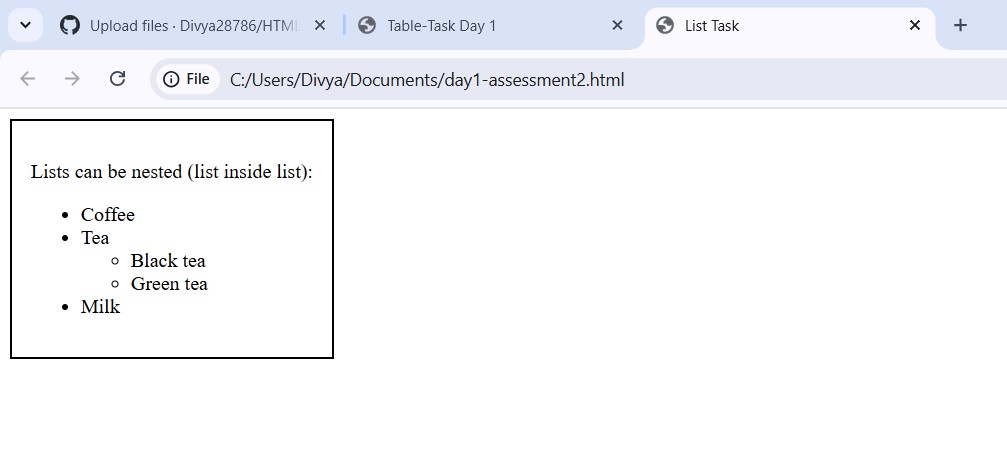 Upload files · Divya28786/HTML
Table-Task Day 1
List Task
File
C:/Users/Divya/Documents/day1-assessment2.html
Lists can be nested (list inside list):
Coffee
Tea
Black tea
Green tea
Milk